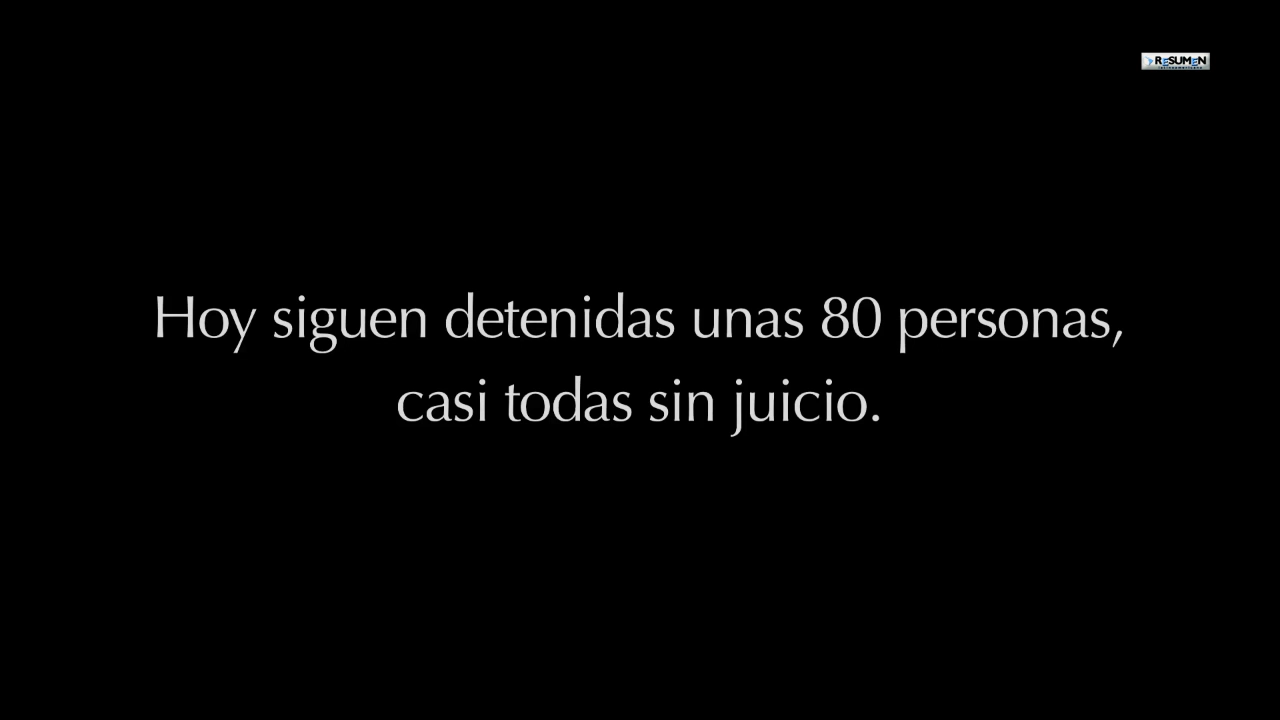 RESUMEN
Hoy siguen detenidas unas 80 personas,
casi todas sin juicio.